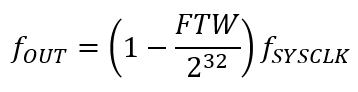 f_OUT = (1 − FTW/2^32) f_SYSCLK